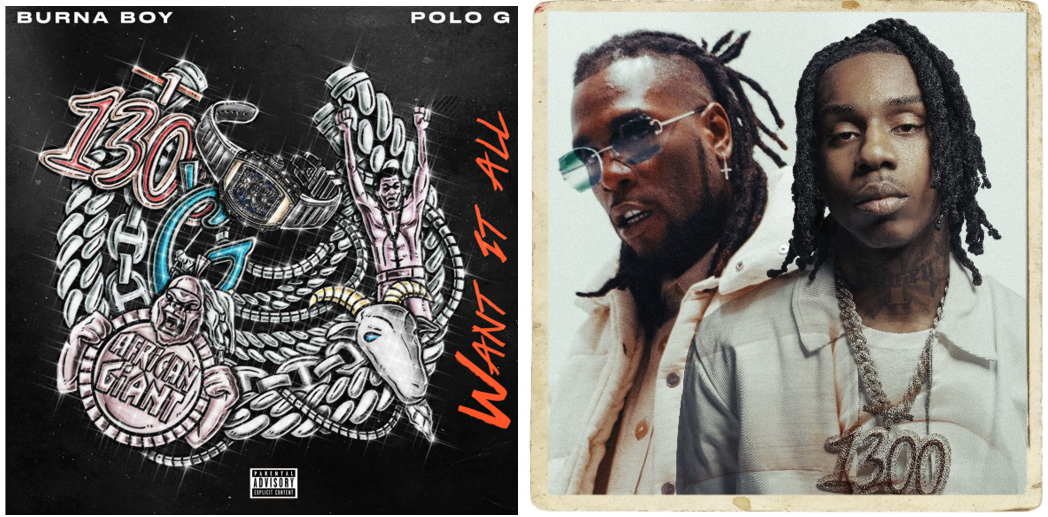 BURNA BOY
POLO G
130
G
AFRICAN
GIANT
WANT IT ALL
PARENTAL
ADVISORY
EXPLICIT CONTENT
1300